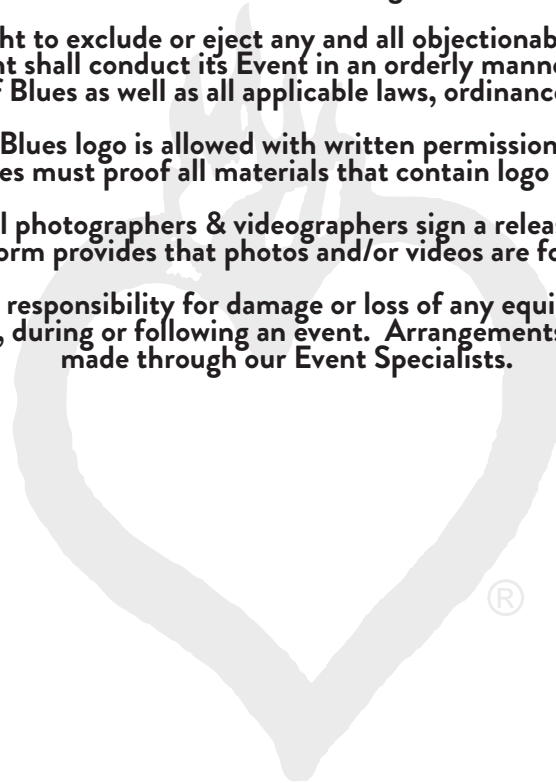 ht to exclude or eject any and all objectionab
nt shall conduct its Event in an orderly manne
f Blues as well as all applicable laws, ordinance
Blues logo is allowed with written permission
es must proof all materials that contain logo
l photographers & videographers sign a relea
orm provides that photos and/or videos are fo
responsibility for damage or loss of any equi
, during or following an event.  Arrangements
made through our Event Specialists.
®